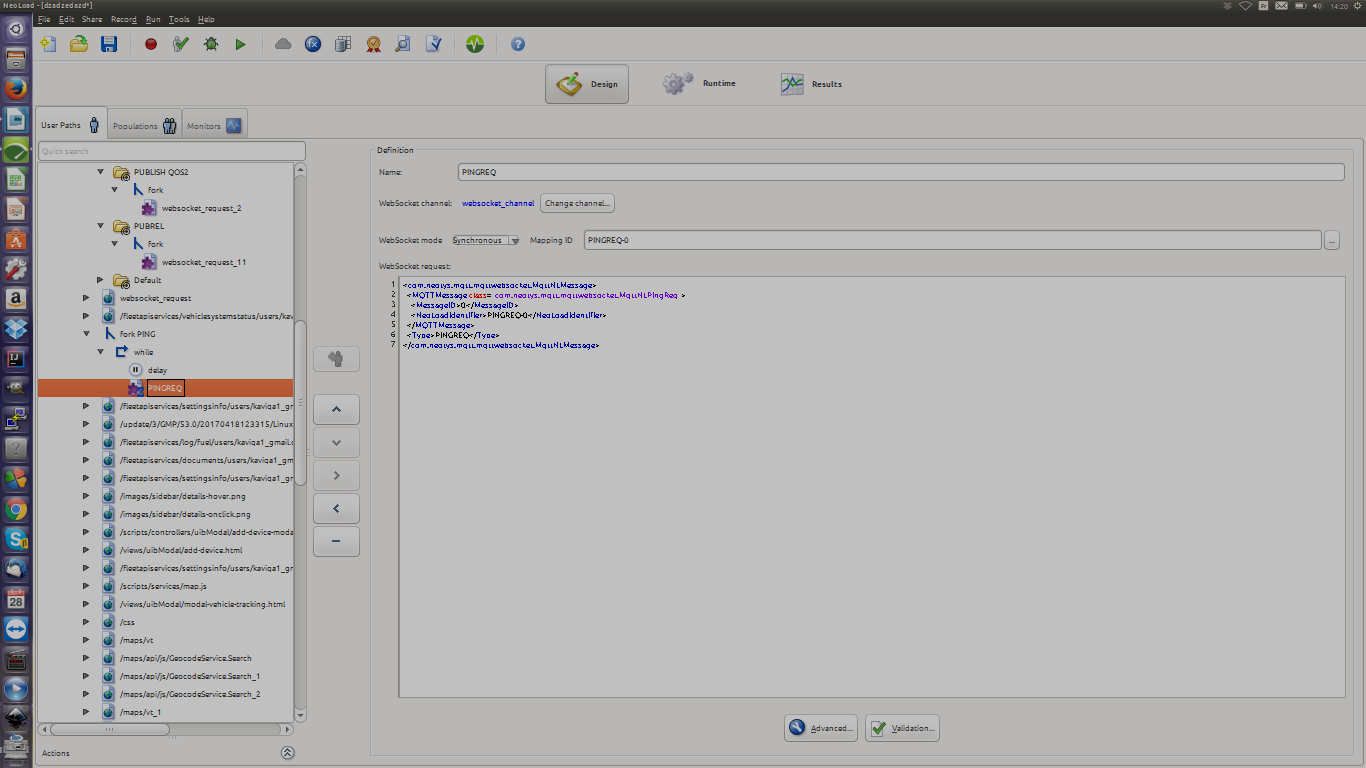 NeoLoad - [dzadzedazd*]
14:20
File Edit Share Record Run Tools Help
Design
Runtime
Results
User Paths
Populations
Monitors
Quick search
PUBLISH QOS2
fork
websocket_request_2
PUBREL
fork
websocket_request_11
Default
websocket_request
/fleetapiservices/vehiclesystemstatus/users/kav
fork PING
while
delay
PINGREQ
/fleetapiservices/settingsinfo/users/kaviqa1_gr
/update/3/GMP/53.0/20170418123315/Linux
/fleetapiservices/log/fuel/users/kaviqa1_gmail.c
/fleetapiservices/documents/users/kaviqa1_gm
/fleetapiservices/settingsinfo/users/kaviqa1_gr
/images/sidebar/details-hover.png
/images/sidebar/details-onclick.png
/scripts/controllers/uibModal/add-device-moda
/views/uibModal/add-device.html
/fleetapiservices/settingsinfo/users/kaviqa1_gr
/scripts/services/map.js
/views/uibModal/modal-vehicle-tracking.html
/css
/maps/vt
/maps/api/js/GeocodeService.Search
/maps/api/js/GeocodeService.Search_1
/maps/api/js/GeocodeService.Search_2
/maps/vt_1
Actions
Definition
Name: PINGREQ
WebSocket channel: websocket_channel Change channel...
WebSocket mode Synchronous Mapping ID PINGREQ-0 ...
WebSocket request:
1 <com.neotys.mqtt.mqttwebsocket.MqttNLMessage>
2 <MQTTMessage class="com.neotys.mqtt.mqttwebsocket.MqttNLPingReq">
3 <MessageID>0</MessageID>
4 <NeoLoadIdentifier>PINGREQ-0</NeoLoadIdentifier>
5 </MQTTMessage>
6 <Type>PINGREQ</Type>
7 </com.neotys.mqtt.mqttwebsocket.MqttNLMessage>
Advanced...
Validation...
28